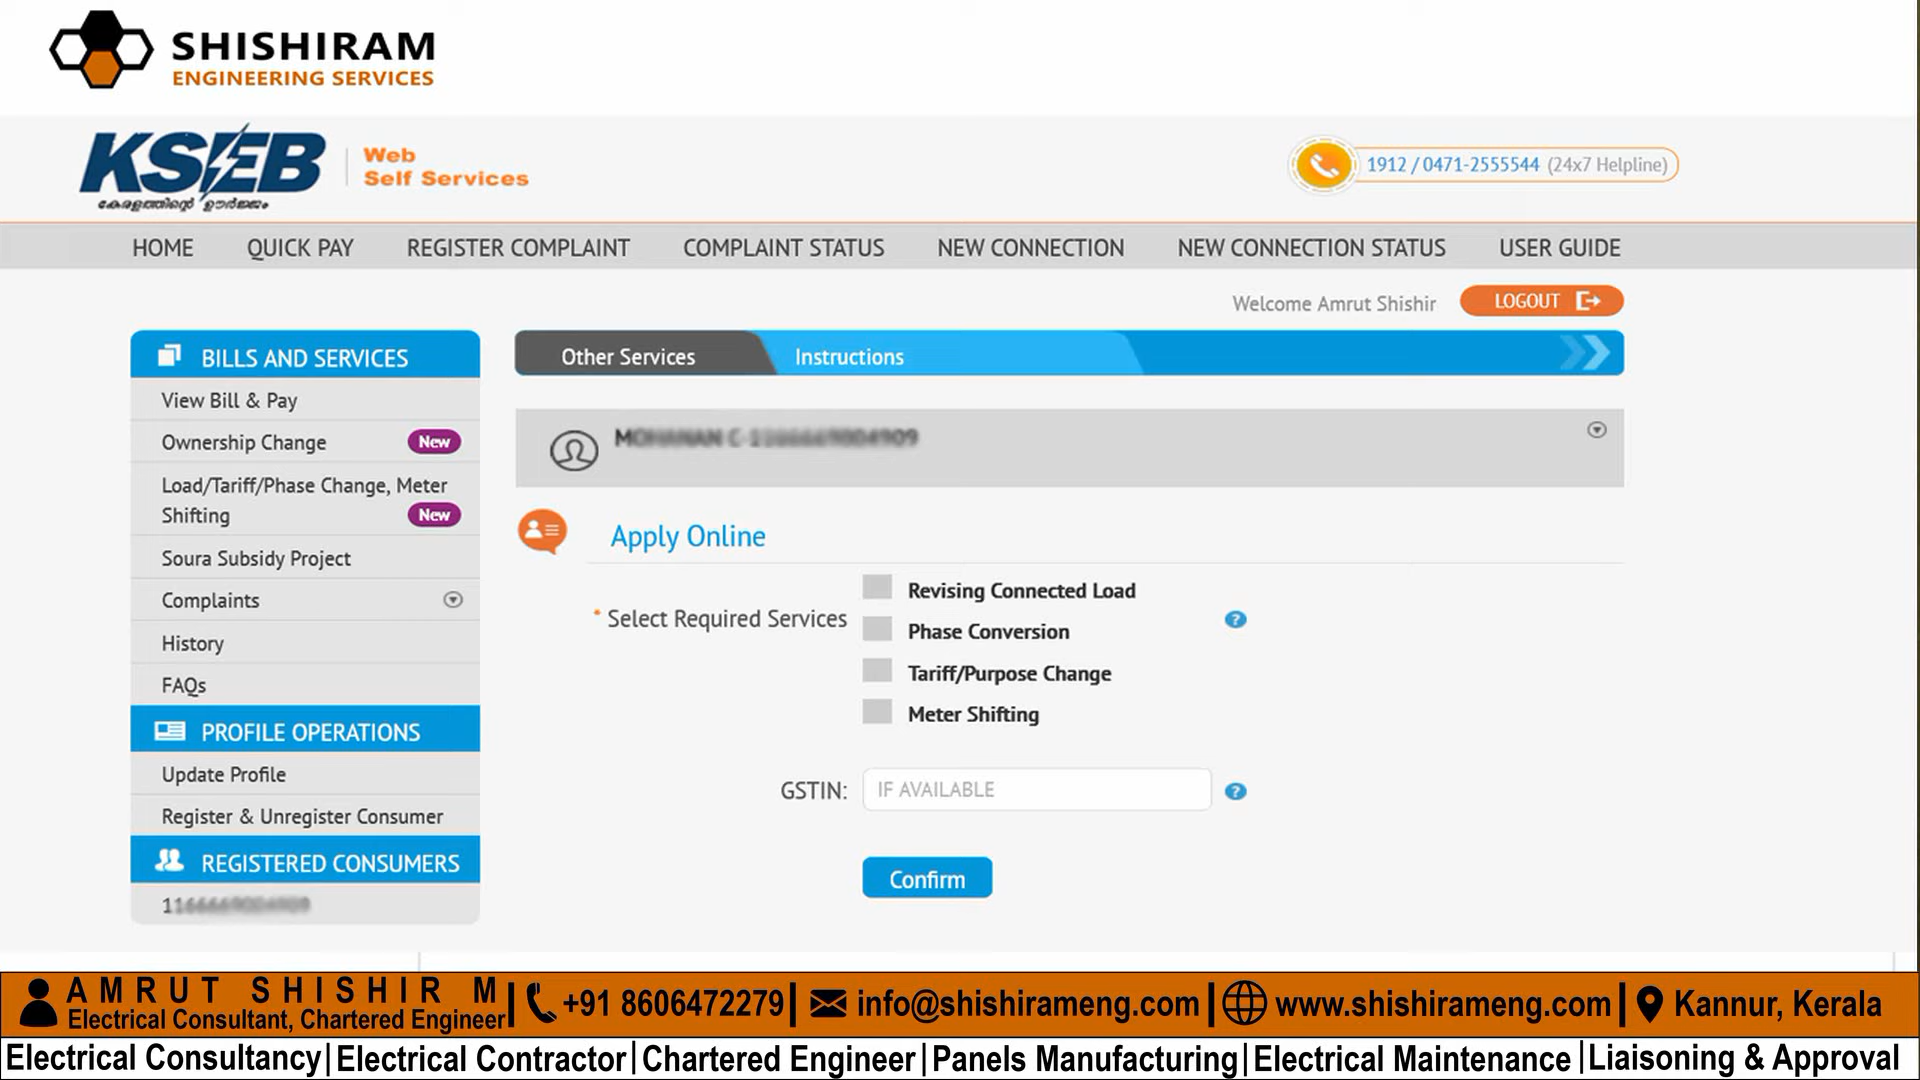 SHISHIRAM
ENGINEERING SERVICES
KSEB
കേരളത്തിന്റെ ഊർജ്ജം
Web
Self Services
1912 / 0471-2555544 (24x7 Helpline)
HOME QUICK PAY REGISTER COMPLAINT COMPLAINT STATUS NEW CONNECTION NEW CONNECTION STATUS USER GUIDE
Welcome Amrut Shishir LOGOUT
BILLS AND SERVICES
View Bill & Pay
Ownership Change New
Load/Tariff/Phase Change, Meter
Shifting New
Soura Subsidy Project
Complaints
History
FAQs
PROFILE OPERATIONS
Update Profile
Register & Unregister Consumer
REGISTERED CONSUMERS
Other Services Instructions
Apply Online
* Select Required Services
Revising Connected Load
Phase Conversion
Tariff/Purpose Change
Meter Shifting
?
GSTIN: IF AVAILABLE ?
Confirm
AMRUT SHISHIR M
Electrical Consultant, Chartered Engineer
+91 8606472279| info@shishirameng.com | www.shishirameng.com | Kannur, Kerala
Electrical Consultancy|Electrical Contractor|Chartered Engineer|Panels Manufacturing|Electrical Maintenance |Liaisoning & Approval